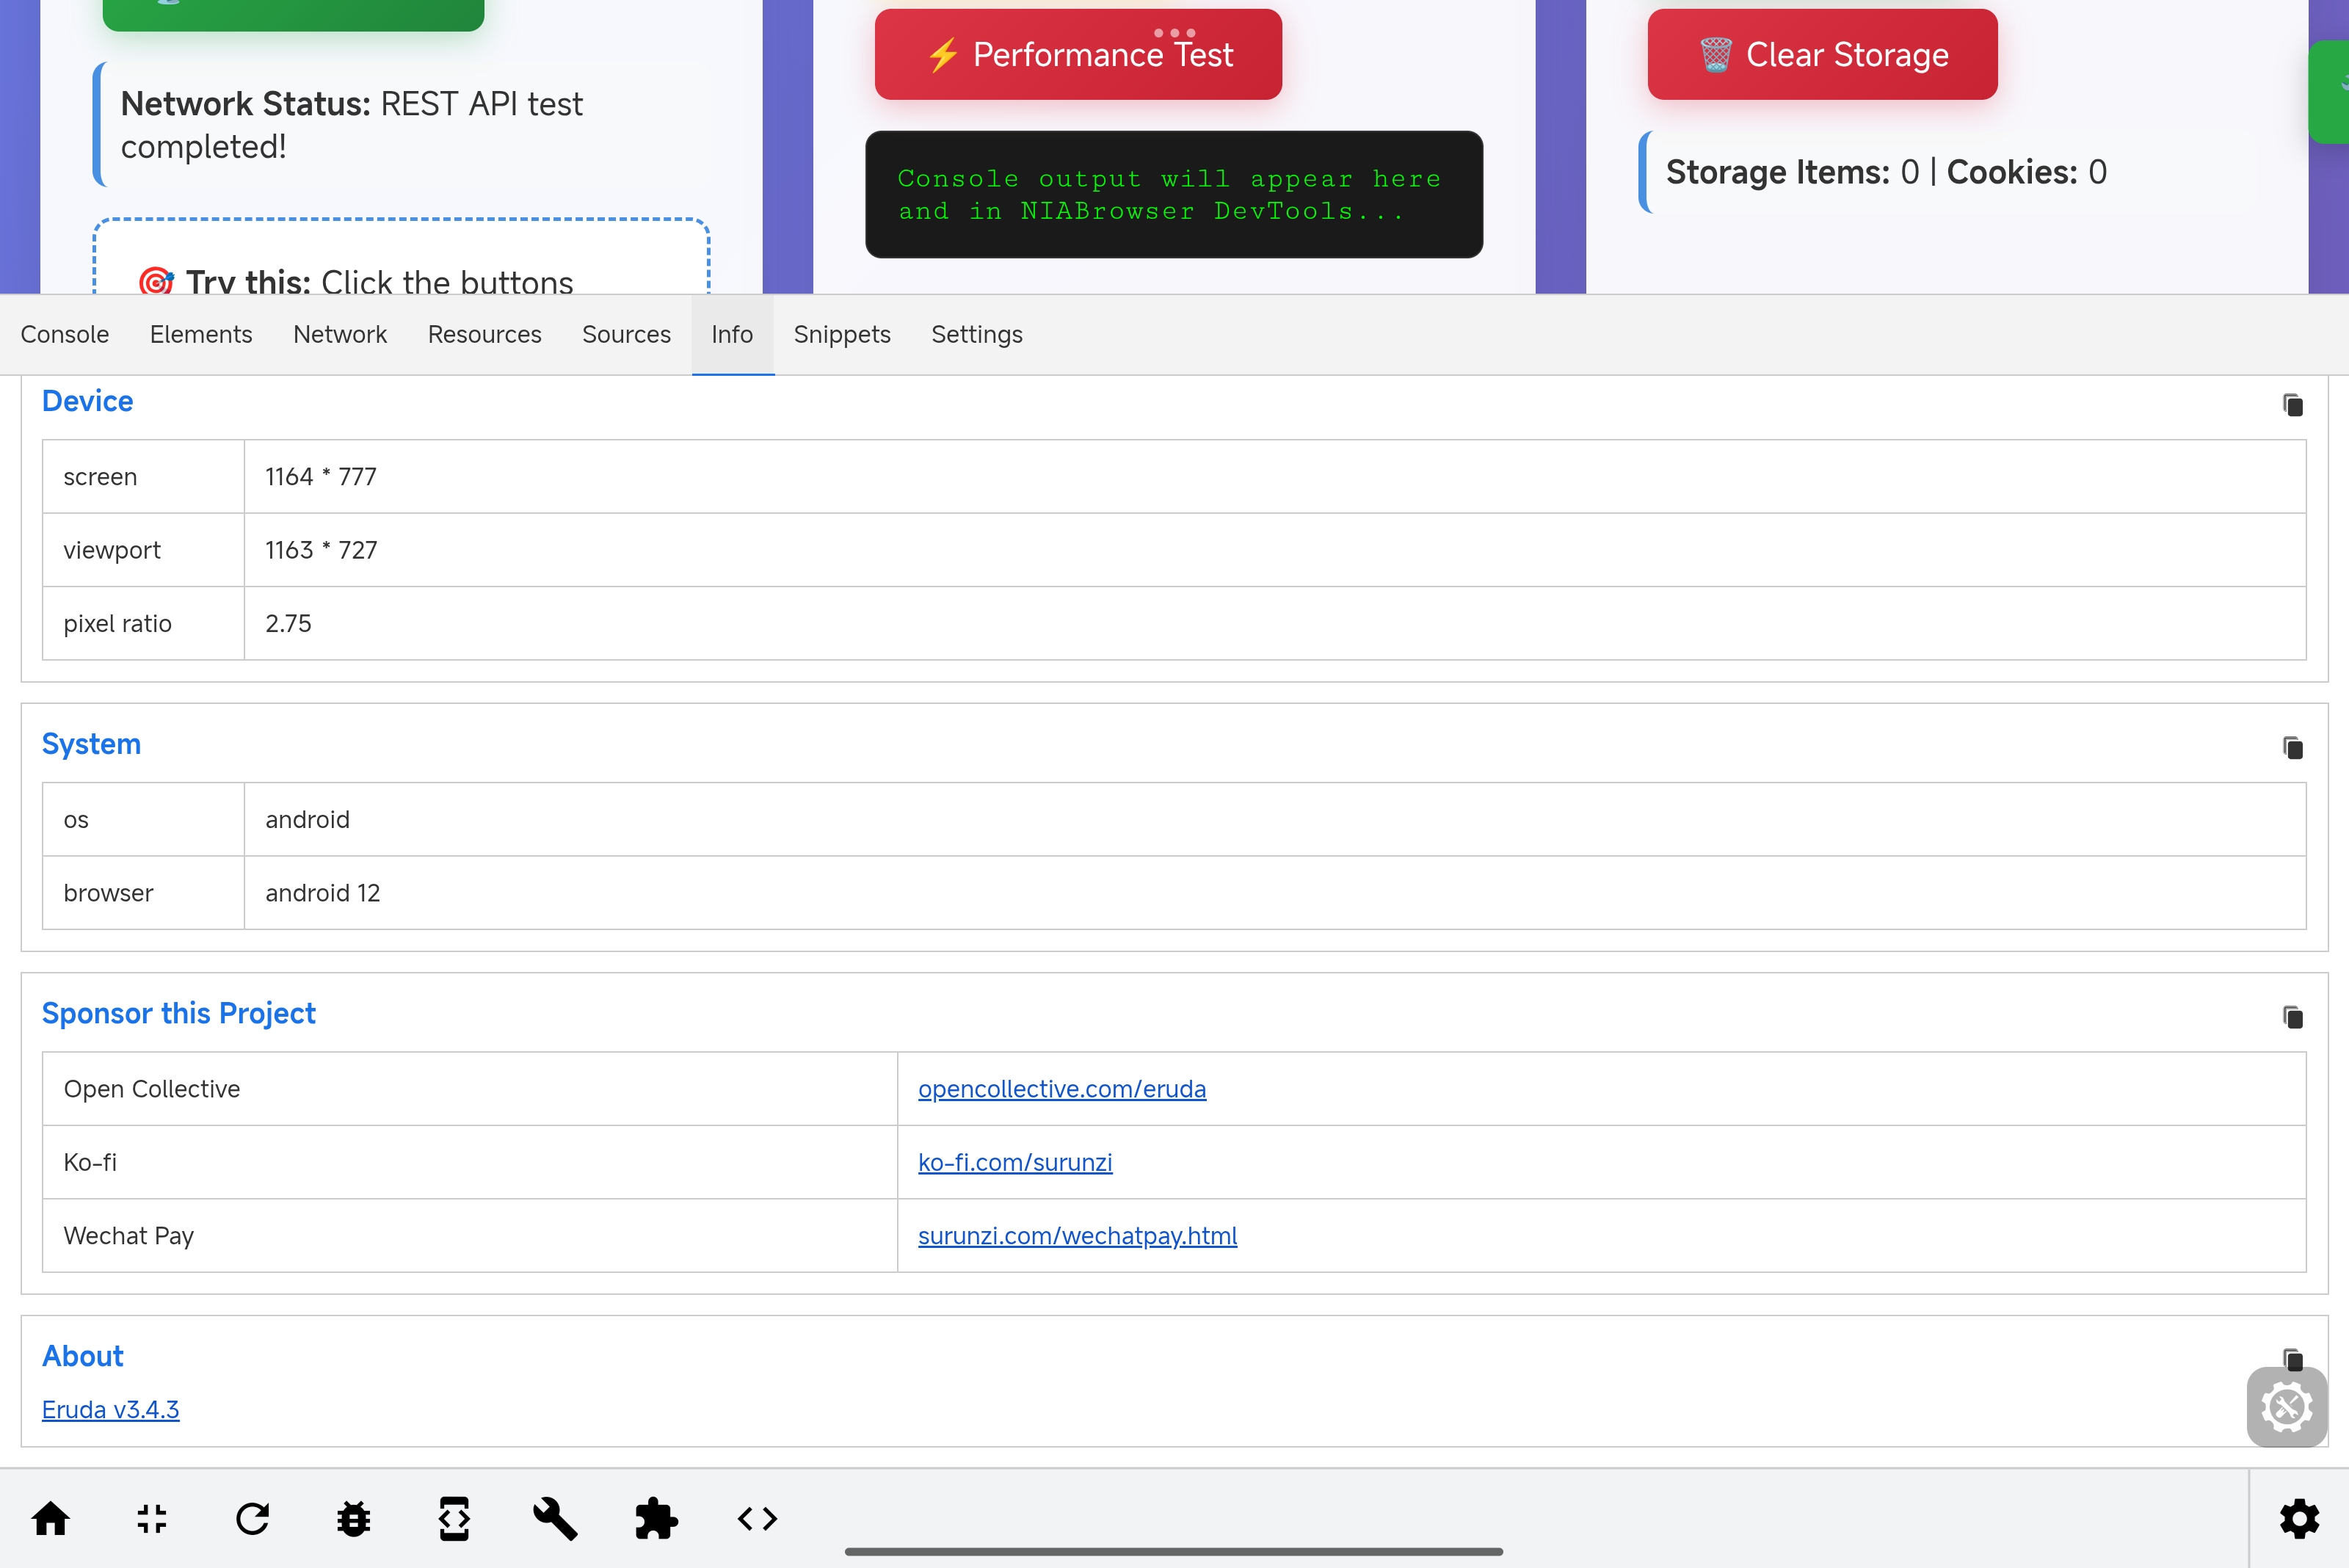 Network Status: REST API test
completed!
🎯 Try this: Click the buttons
⚡ Performance Test
Console output will appear here
and in NIABrowser DevTools...
🗑️ Clear Storage
Storage Items: 0 | Cookies: 0
Console Elements Network Resources Sources Info Snippets Settings
Device
screen 1164 * 777
viewport 1163 * 727
pixel ratio 2.75
System
os android
browser android 12
Sponsor this Project
Open Collective opencollective.com/eruda
Ko-fi ko-fi.com/surunzi
Wechat Pay surunzi.com/wechatpay.html
About
Eruda v3.4.3